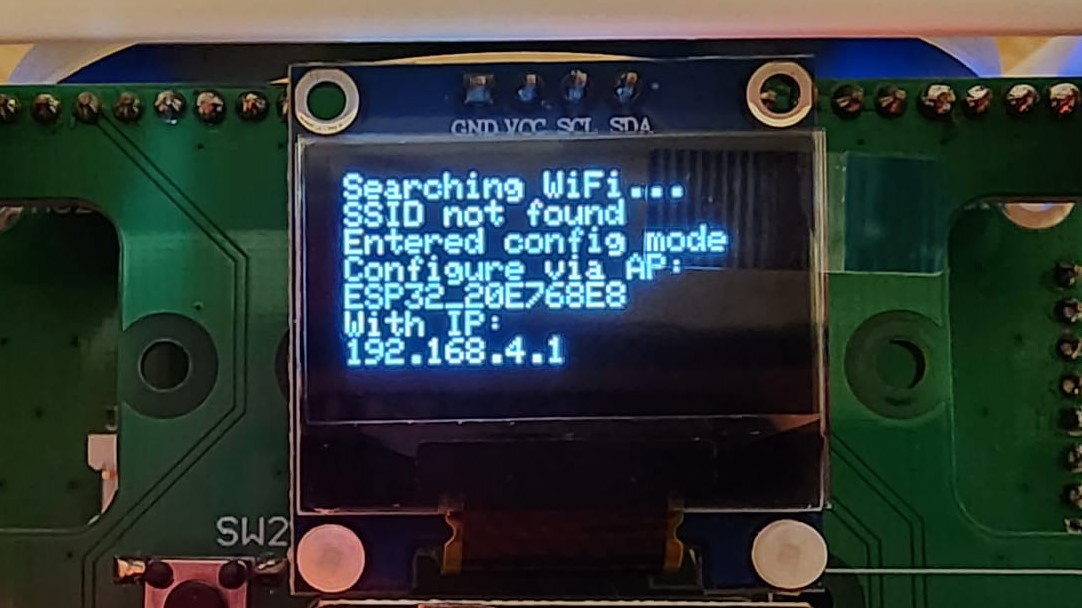 GND VCC SCL SDA
Searching WiFi...
SSID not found
Entered config mode
Configure via AP:
ESP32_20E768E8
With IP:
192.168.4.1
SW2